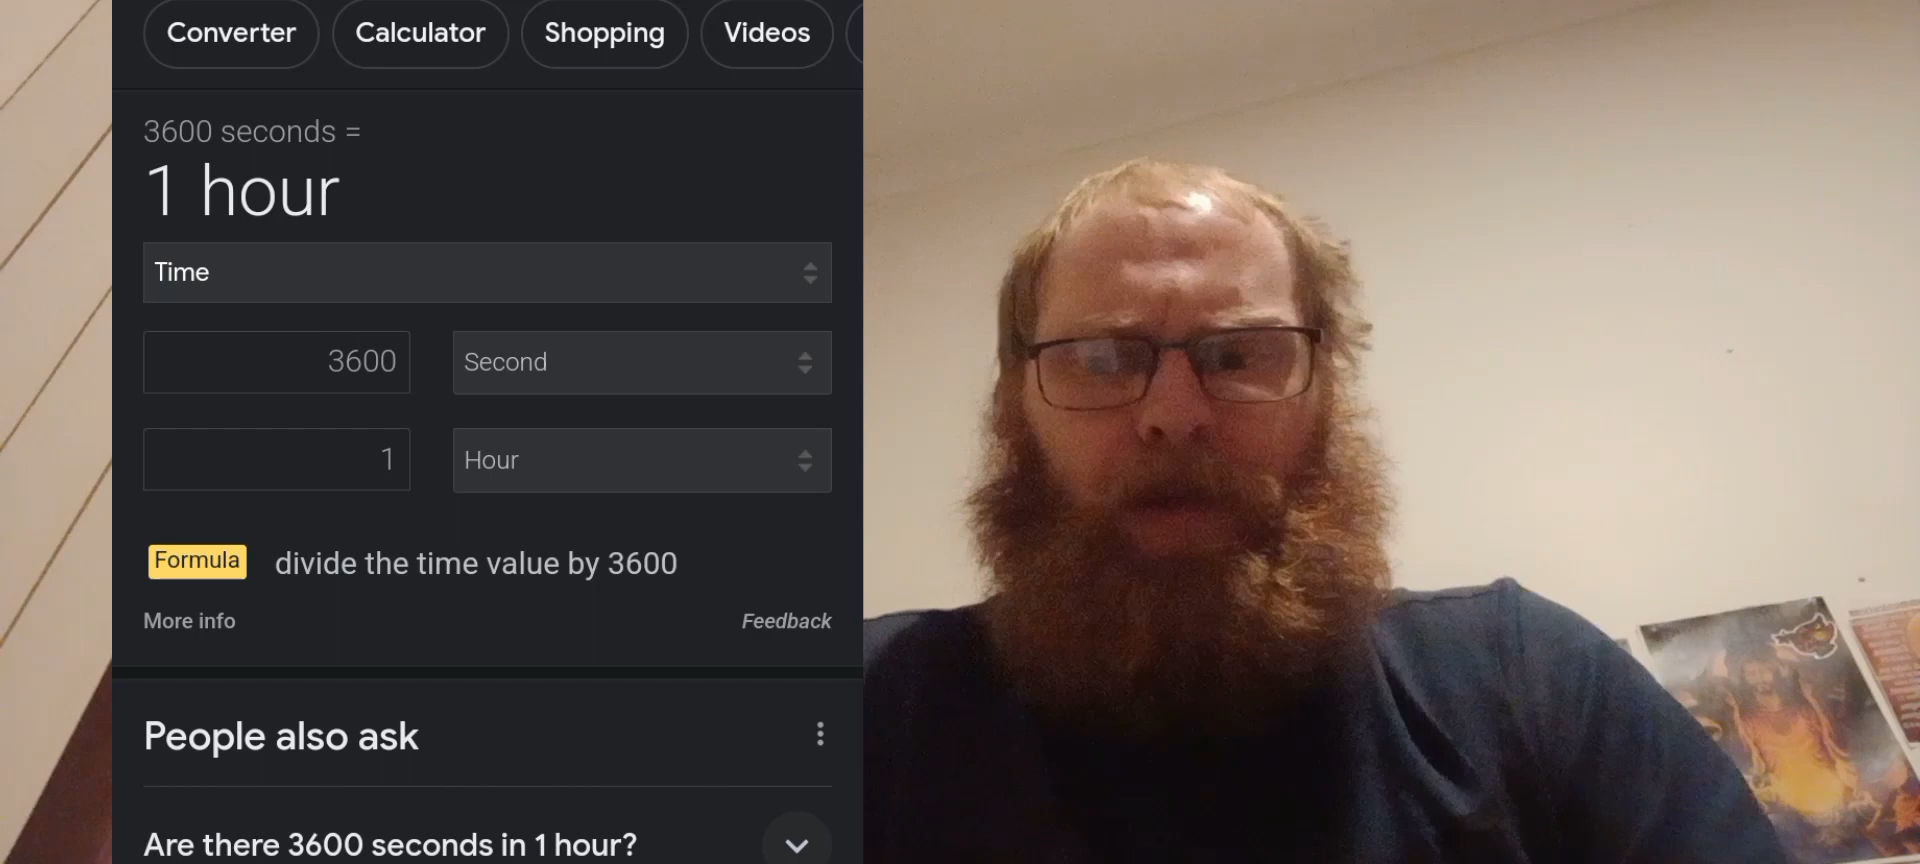 Converter Calculator Shopping Videos
3600 seconds =
1 hour
Time
3600 Second
1 Hour
Formula divide the time value by 3600
More info Feedback
People also ask
Are there 3600 seconds in 1 hour?